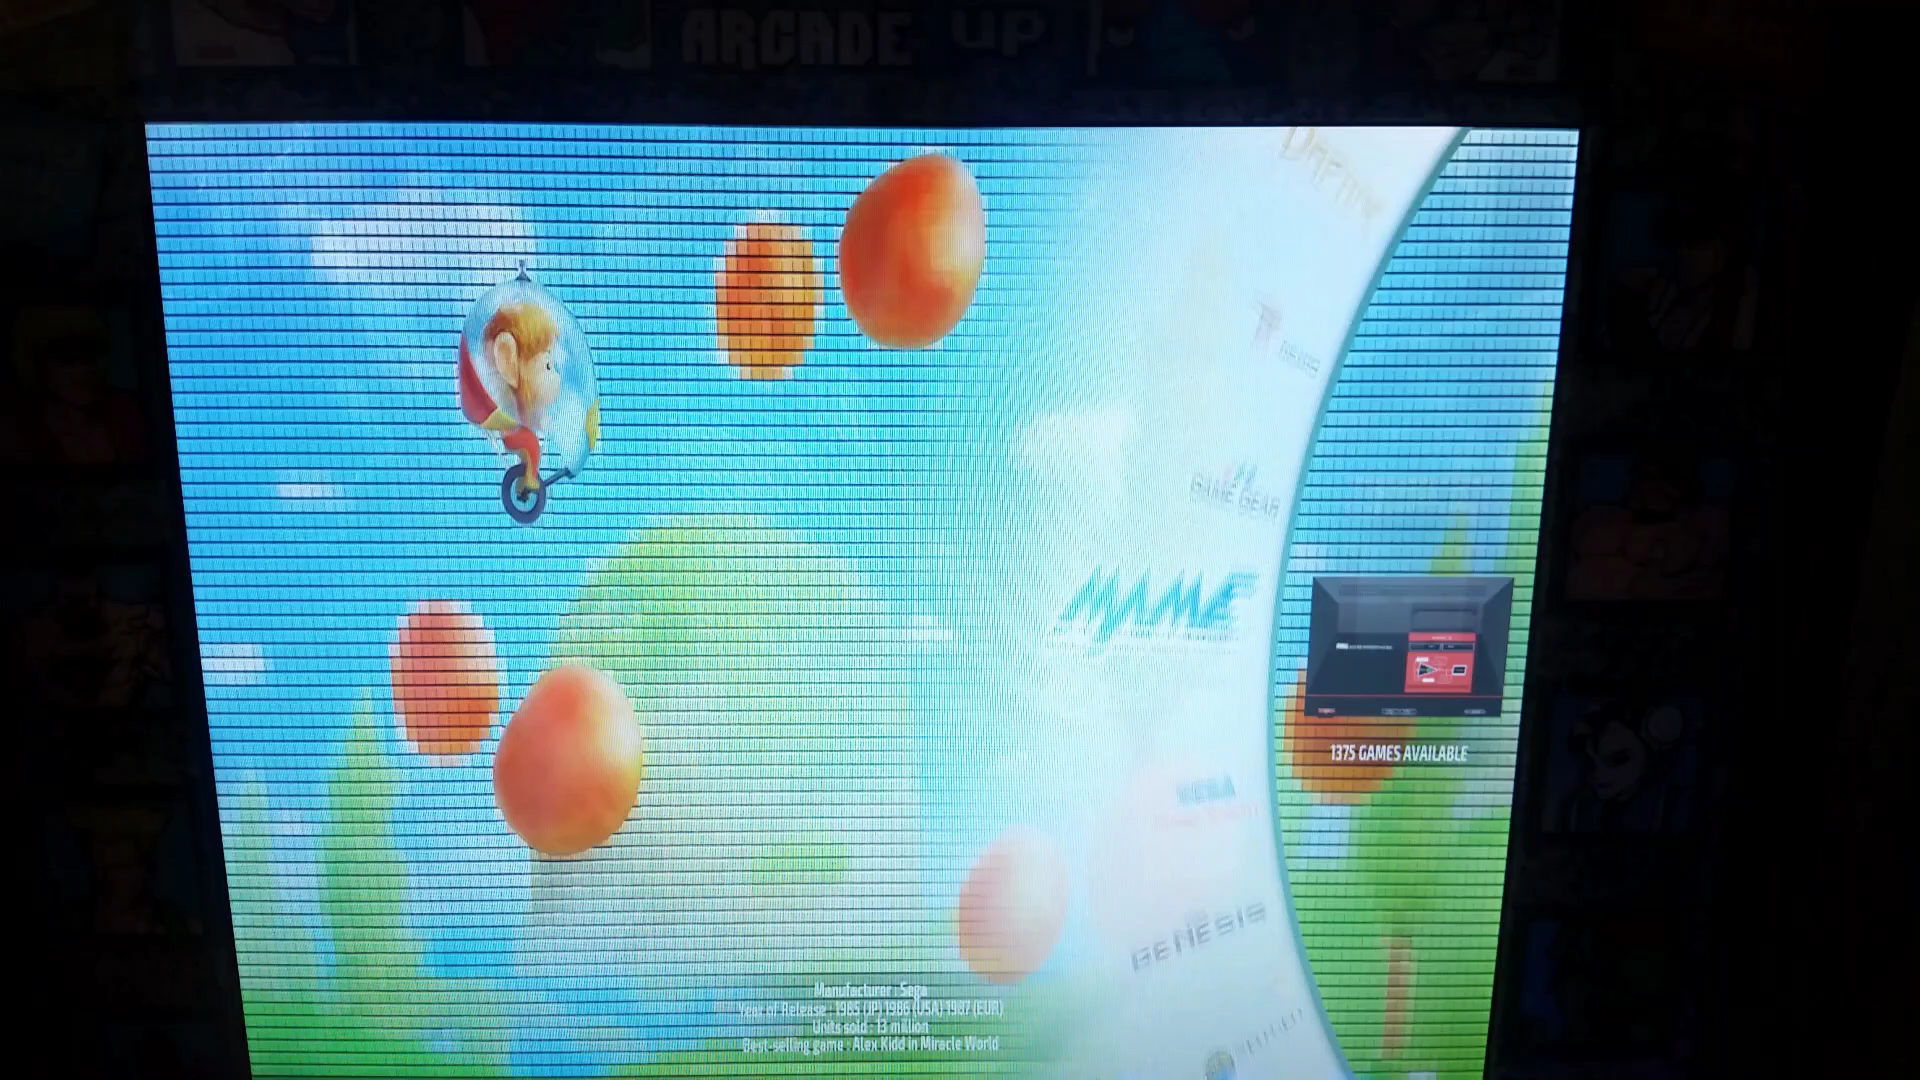 ARCADE UP
Daphne
GAME GEAR
MAME
1375 GAMES AVAILABLE
SEGA
GENESIS
Manufacturer : Sega
Year of Release : 1985 (JP) 1986 (USA) 1987 (EUR)
Units sold : 13 million
Best-selling game : Alex Kidd in Miracle World